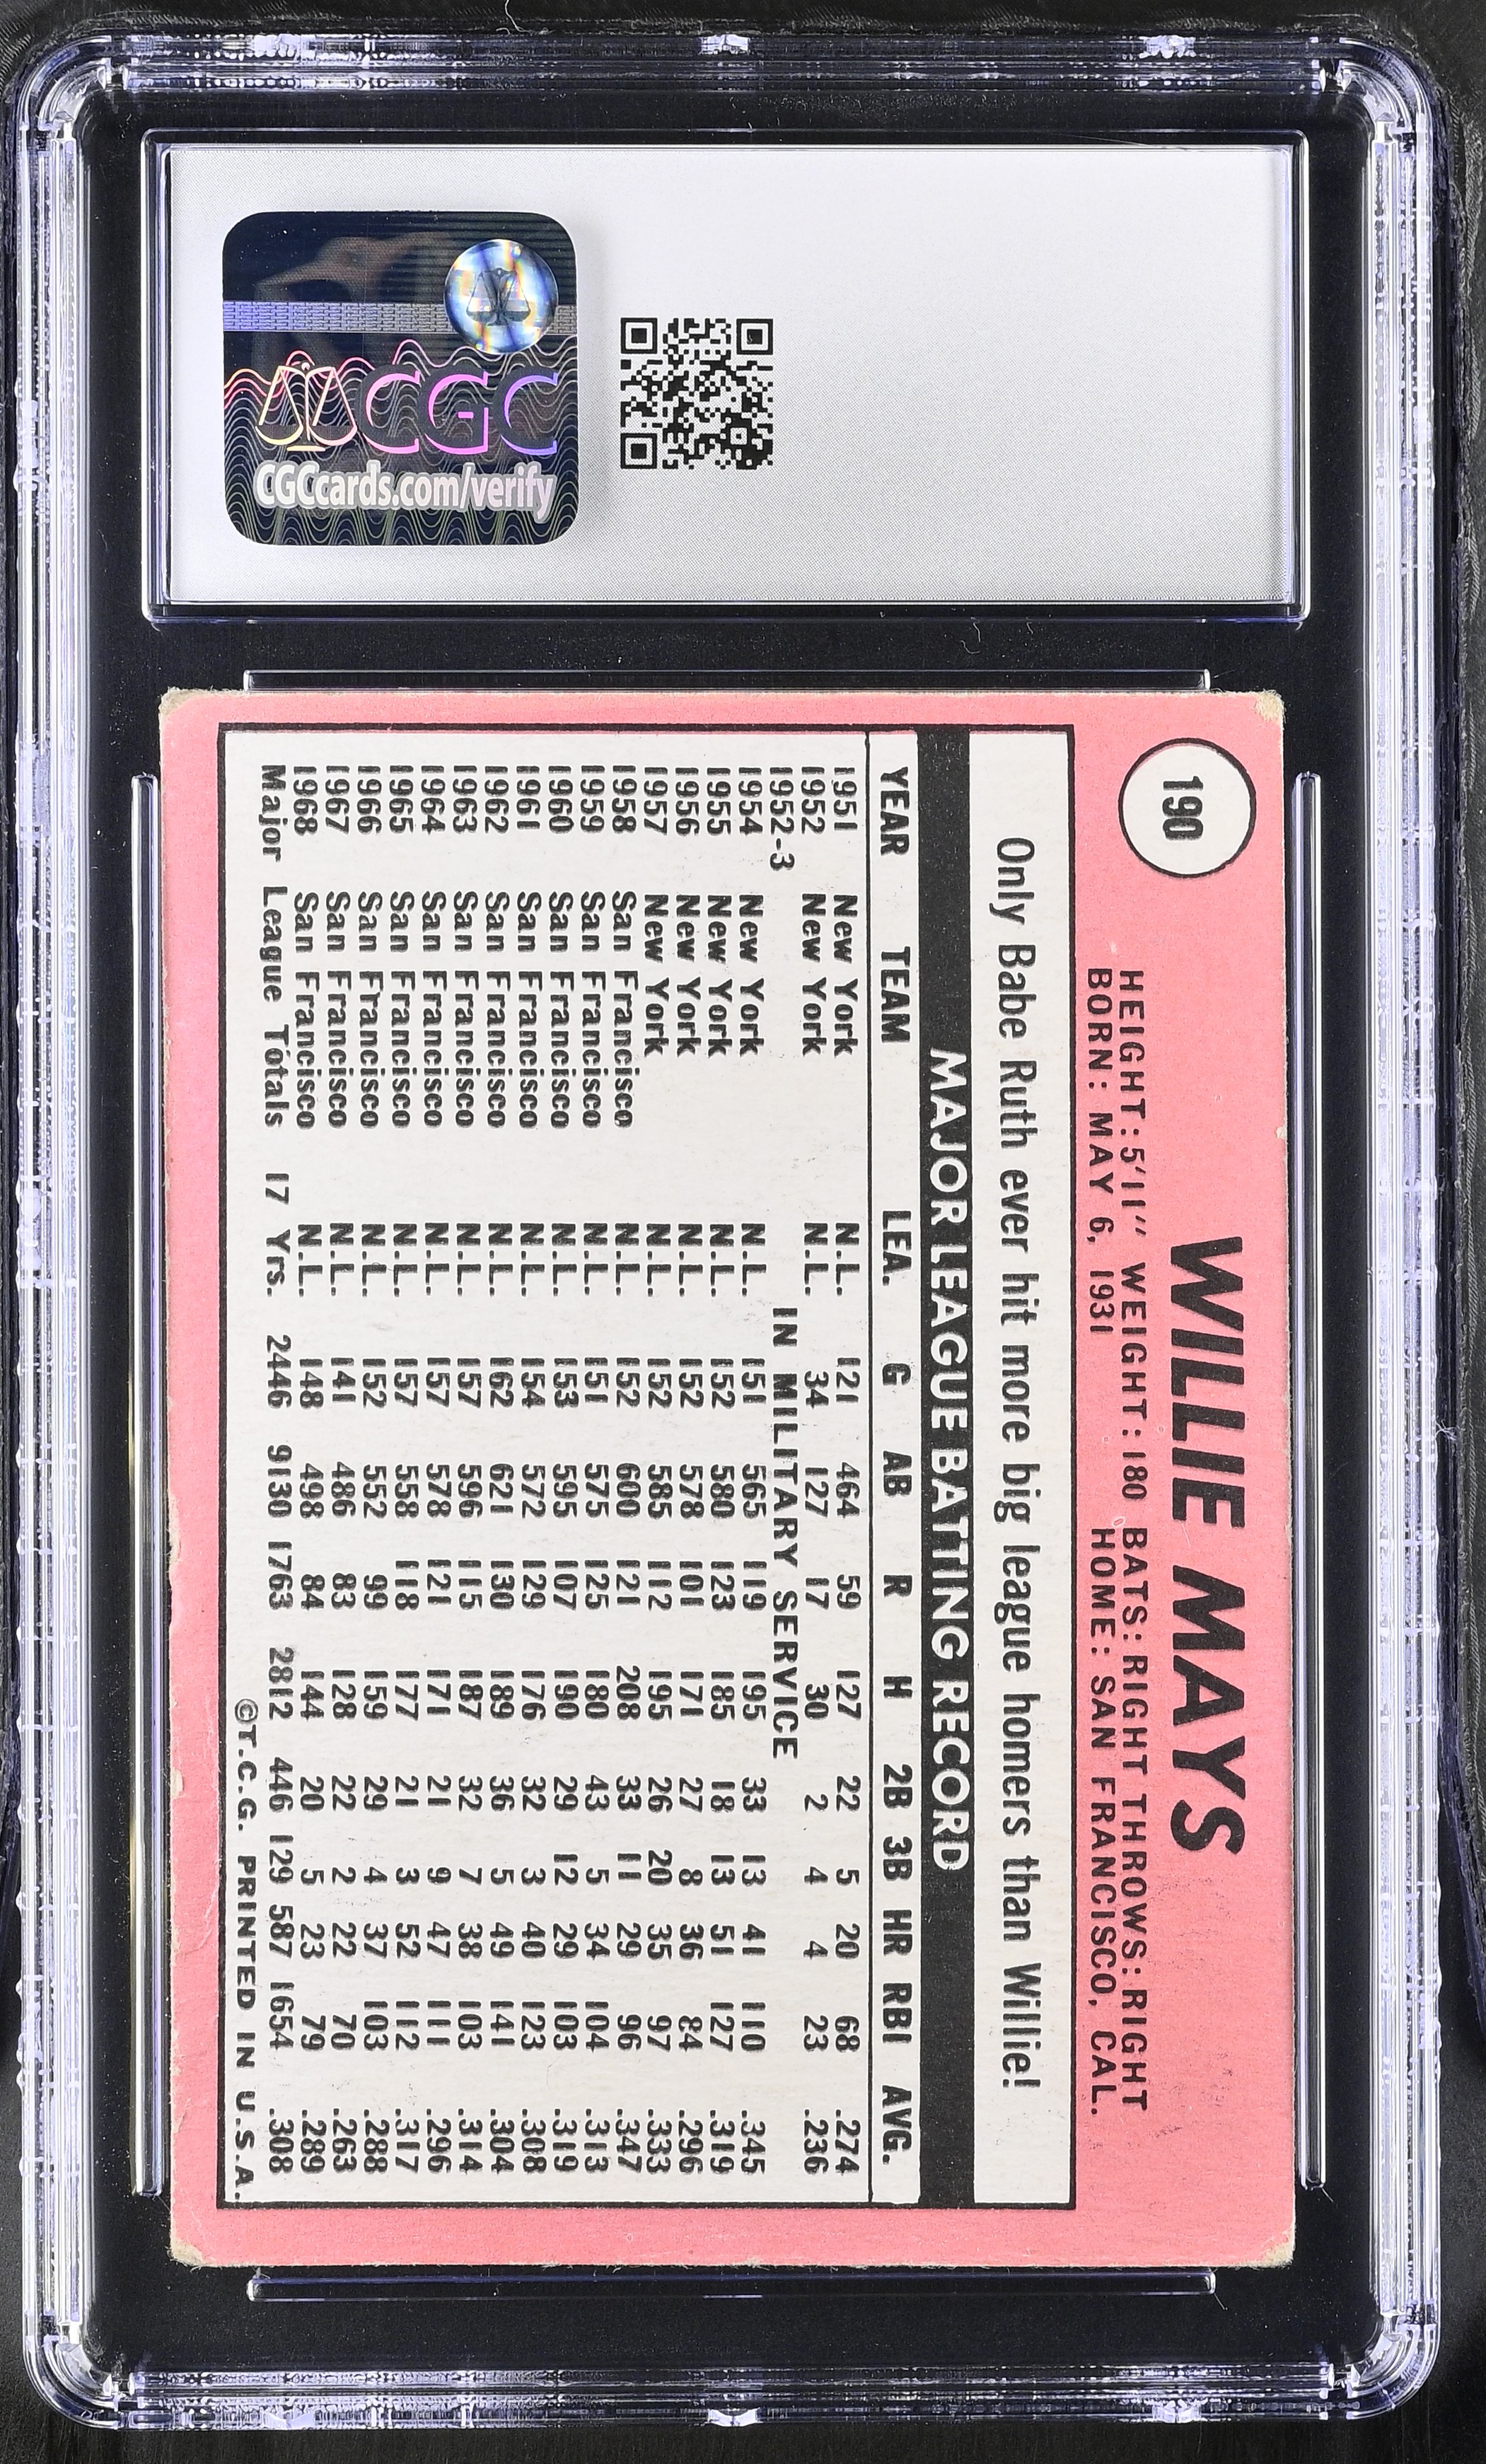 CGC
CGCcards.com/verify
190
WILLIE MAYS
HEIGHT: 5'11" WEIGHT: 180 BATS: RIGHT THROWS: RIGHT
BORN: MAY 6, 1931 HOME: SAN FRANCISCO, CAL.
Only Babe Ruth ever hit more big league homers than Willie!
MAJOR LEAGUE BATTING RECORD
YEAR TEAM LEA. G AB R H 2B 3B HR RBI AVG.
1951 New York N.L. 121 464 59 127 22 5 20 68 .274
1952 New York N.L. 34 127 17 30 2 4 4 23 .236
1952-3 IN MILITARY SERVICE
1954 New York N.L. 151 565 119 195 33 13 41 110 .345
1955 New York N.L. 152 580 123 185 18 13 51 127 .319
1956 New York N.L. 152 578 101 171 27 8 36 84 .296
1957 New York N.L. 152 585 112 195 26 20 35 97 .333
1958 San Francisco N.L. 152 600 121 208 33 11 29 96 .347
1959 San Francisco N.L. 151 575 125 180 43 5 34 104 .313
1960 San Francisco N.L. 153 595 107 190 29 12 29 103 .319
1961 San Francisco N.L. 154 572 129 176 32 3 40 123 .308
1962 San Francisco N.L. 162 621 130 189 36 5 49 141 .304
1963 San Francisco N.L. 157 596 115 187 32 7 38 103 .314
1964 San Francisco N.L. 157 578 121 171 21 9 47 111 .296
1965 San Francisco N.L. 157 558 118 177 21 3 52 112 .317
1966 San Francisco N.L. 152 552 99 159 29 4 37 103 .288
1967 San Francisco N.L. 141 486 83 128 22 2 22 70 .263
1968 San Francisco N.L. 148 498 84 144 20 5 23 79 .289
Major League Totals 17 Yrs. 2446 9130 1763 2812 446 129 587 1654 .308
©T.C.G. PRINTED IN U.S.A.